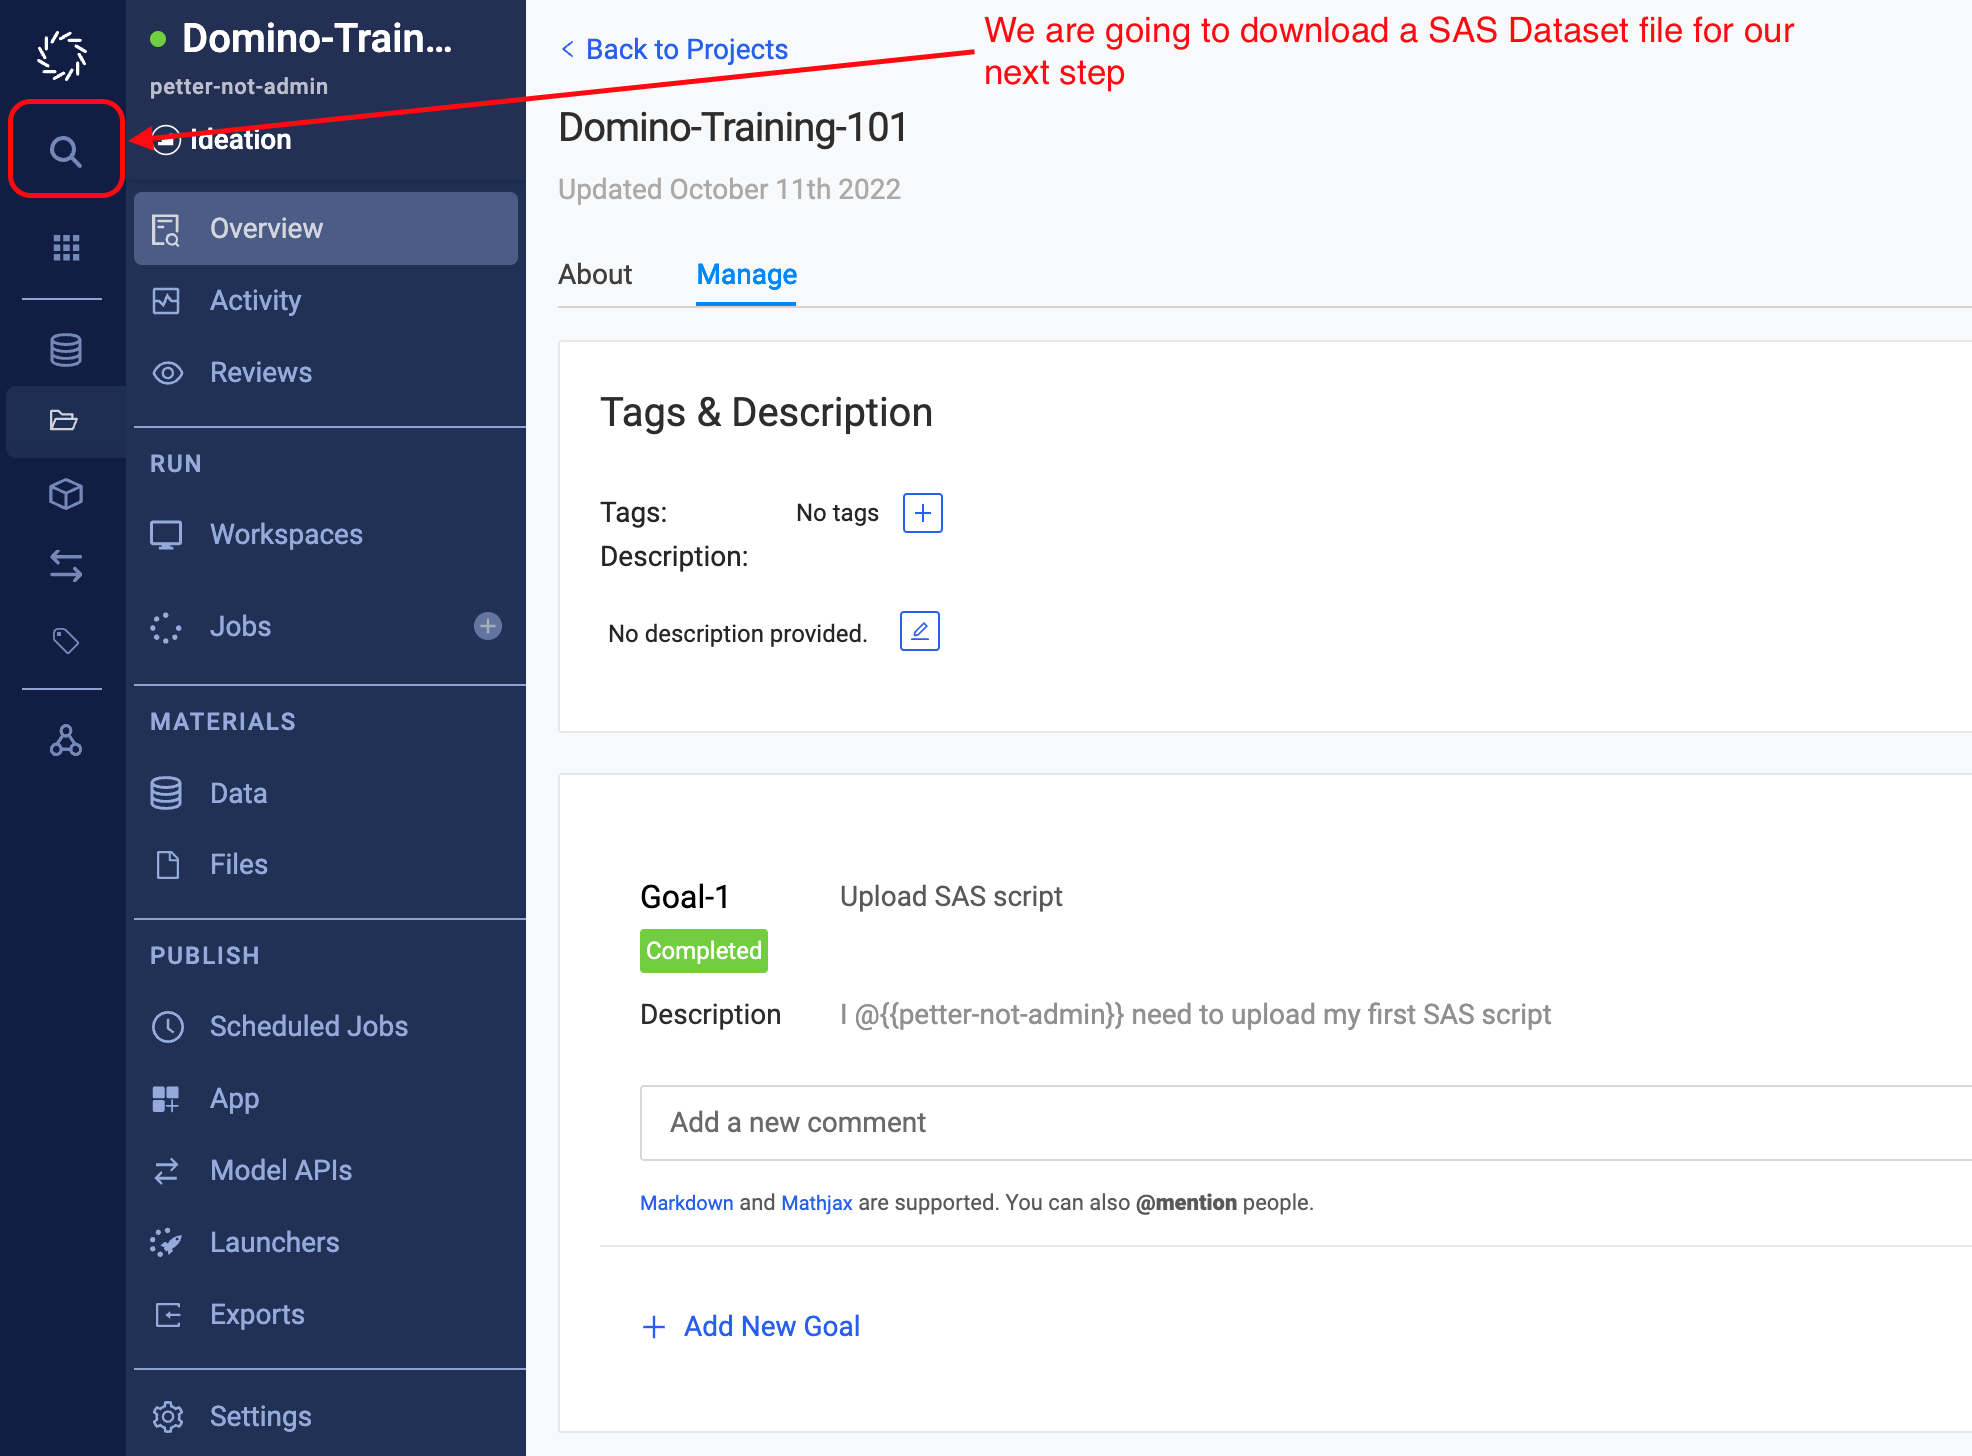 Domino-Train...
petter-not-admin
Ideation
Overview
Activity
Reviews
RUN
Workspaces
Jobs
MATERIALS
Data
Files
PUBLISH
Scheduled Jobs
App
Model APIs
Launchers
Exports
Settings
We are going to download a SAS Dataset file for our
next step
< Back to Projects
Domino-Training-101
Updated October 11th 2022
About Manage
Tags & Description
Tags: No tags
Description:
No description provided.
Goal-1 Upload SAS script
Completed
Description I @{{petter-not-admin}} need to upload my first SAS script
Add a new comment
Markdown and Mathjax are supported. You can also @mention people.
+ Add New Goal